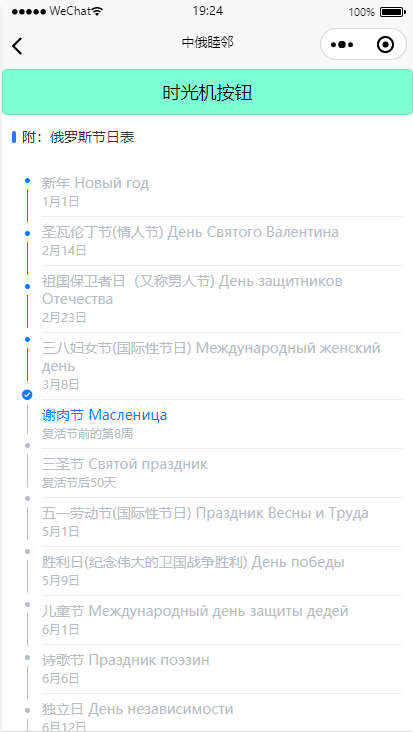 WeChat 19:24 100%
中俄睦邻
时光机按钮
附：俄罗斯节日表
新年 Новый год
1月1日
圣瓦伦丁节(情人节) День Святого Валентина
2月14日
祖国保卫者日（又称男人节) День защитников
Отечества
2月23日
三八妇女节(国际性节日) Международный женский
день
3月8日
谢肉节 Масленица
复活节前的第8周
三圣节 Святой праздник
复活节后50天
五一劳动节(国际性节日) Праздник Весны и Труда
5月1日
胜利日(纪念伟大的卫国战争胜利) День победы
5月9日
儿童节 Международный день защиты дедей
6月1日
诗歌节 Праздник поэзин
6月6日
独立日 День независимости
6月12日